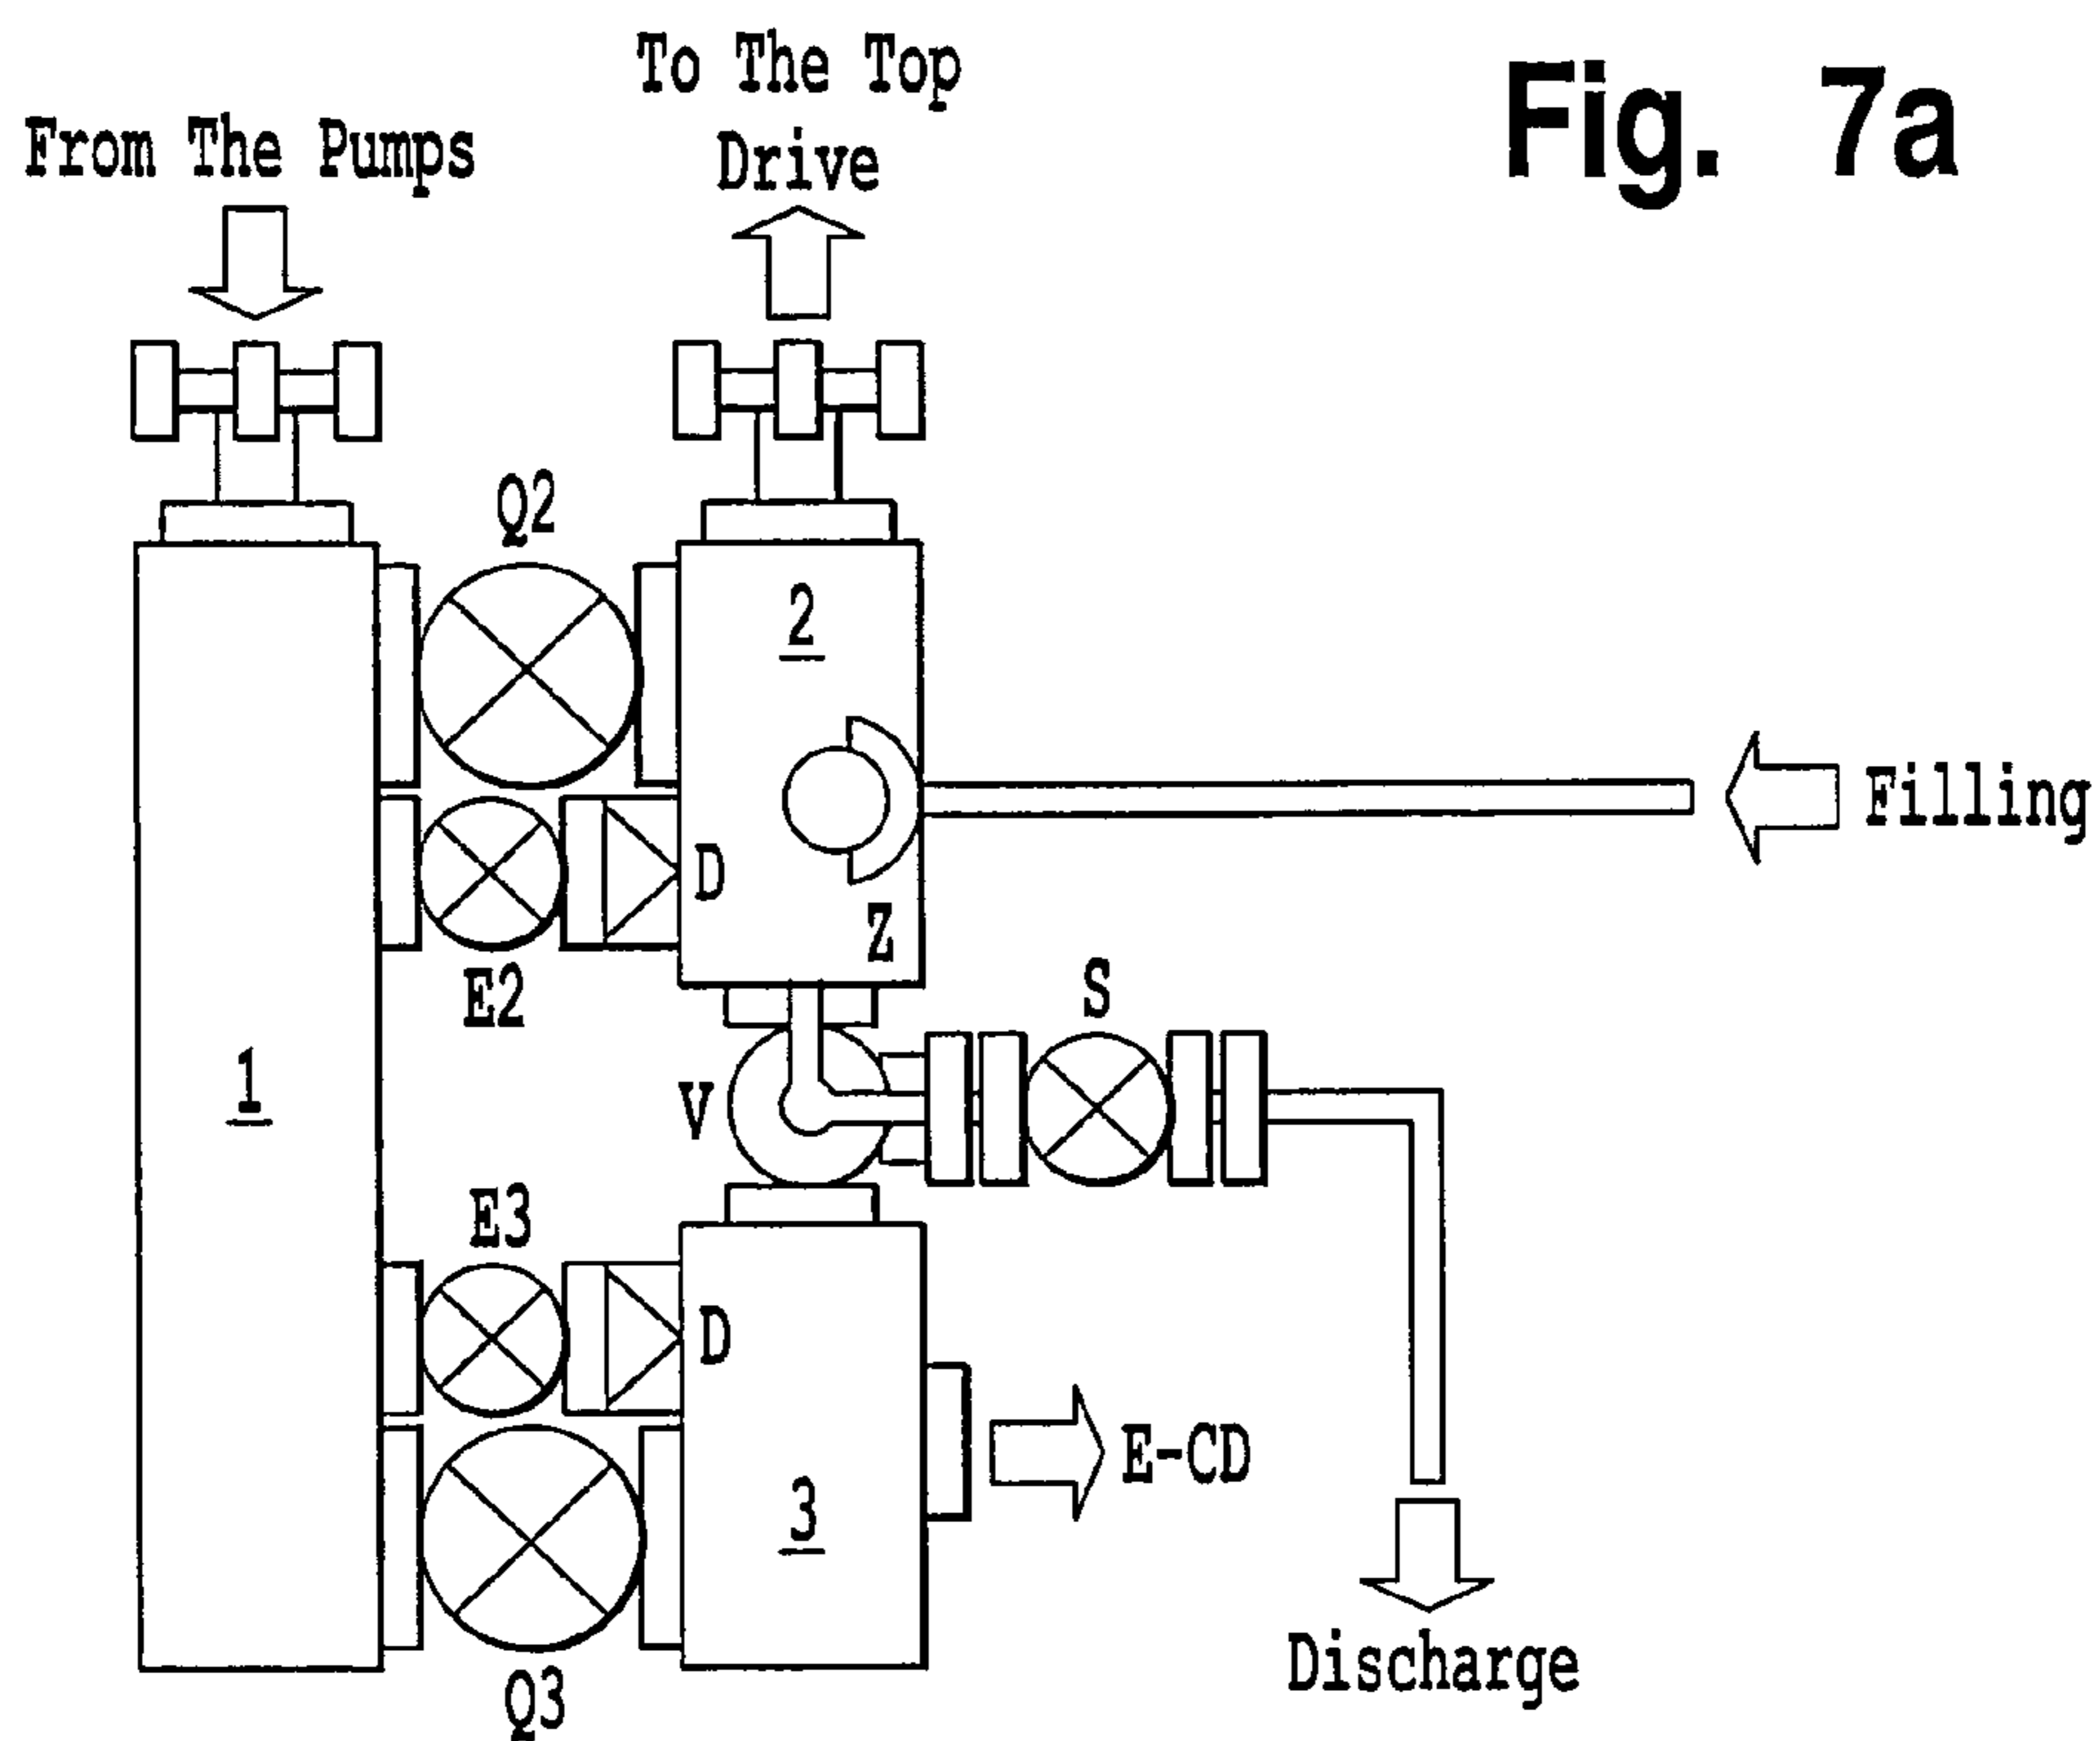 To The Top
Drive
From The Pumps
Fig. 7a
Q2
2
Filling
D
Z
E2
S
1
V
E3
D
E-CD
3
Q3
Discharge